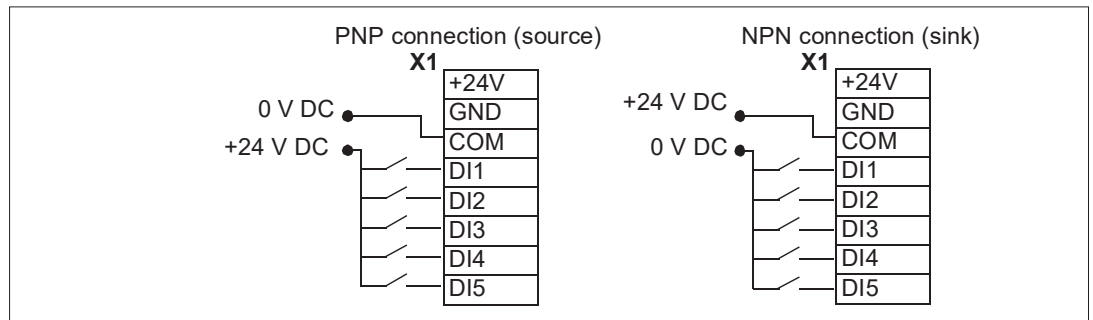 PNP connection (source)
X1
+24V
0 V DC
GND
+24 V DC
COM
DI1
DI2
DI3
DI4
DI5
NPN connection (sink)
X1
+24V
+24 V DC
GND
0 V DC
COM
DI1
DI2
DI3
DI4
DI5